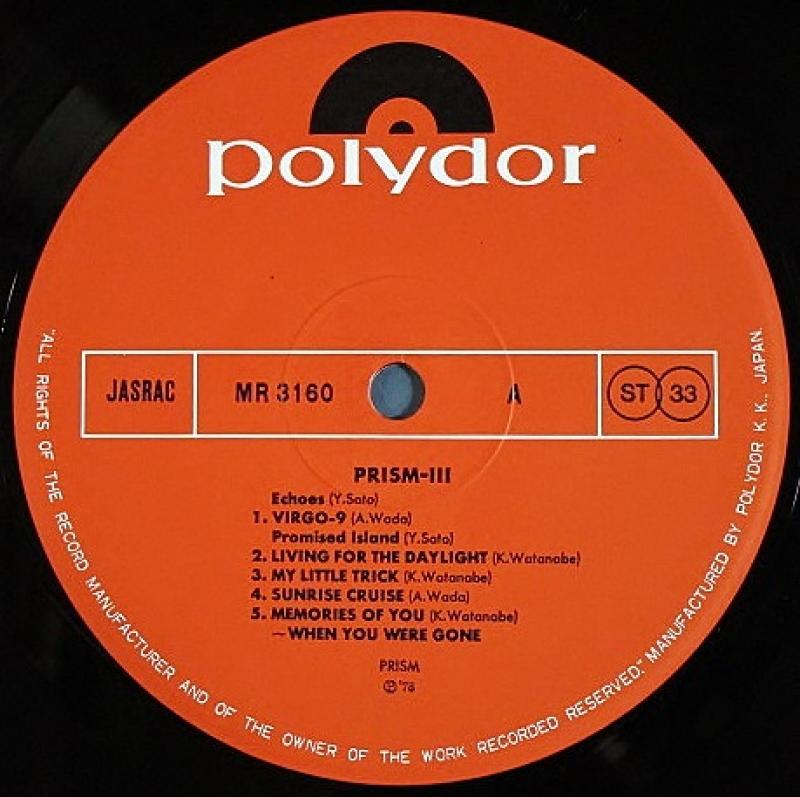 polydor
JASRAC MR 3160 A ST 33
PRISM-III
Echoes (Y.Sato)
1. VIRGO-9 (A.Wada)
Promised Island (Y.Sato)
2. LIVING FOR THE DAYLIGHT (K.Watanabe)
3. MY LITTLE TRICK (K.Watanabe)
4. SUNRISE CRUISE (A.Wada)
5. MEMORIES OF YOU (K.Watanabe)
~WHEN YOU WERE GONE
PRISM
Ⓟ '78
"ALL RIGHTS OF THE RECORD MANUFACTURER AND OF THE OWNER OF THE WORK RECORDED RESERVED." MANUFACTURED BY POLYDOR K.K., JAPAN.